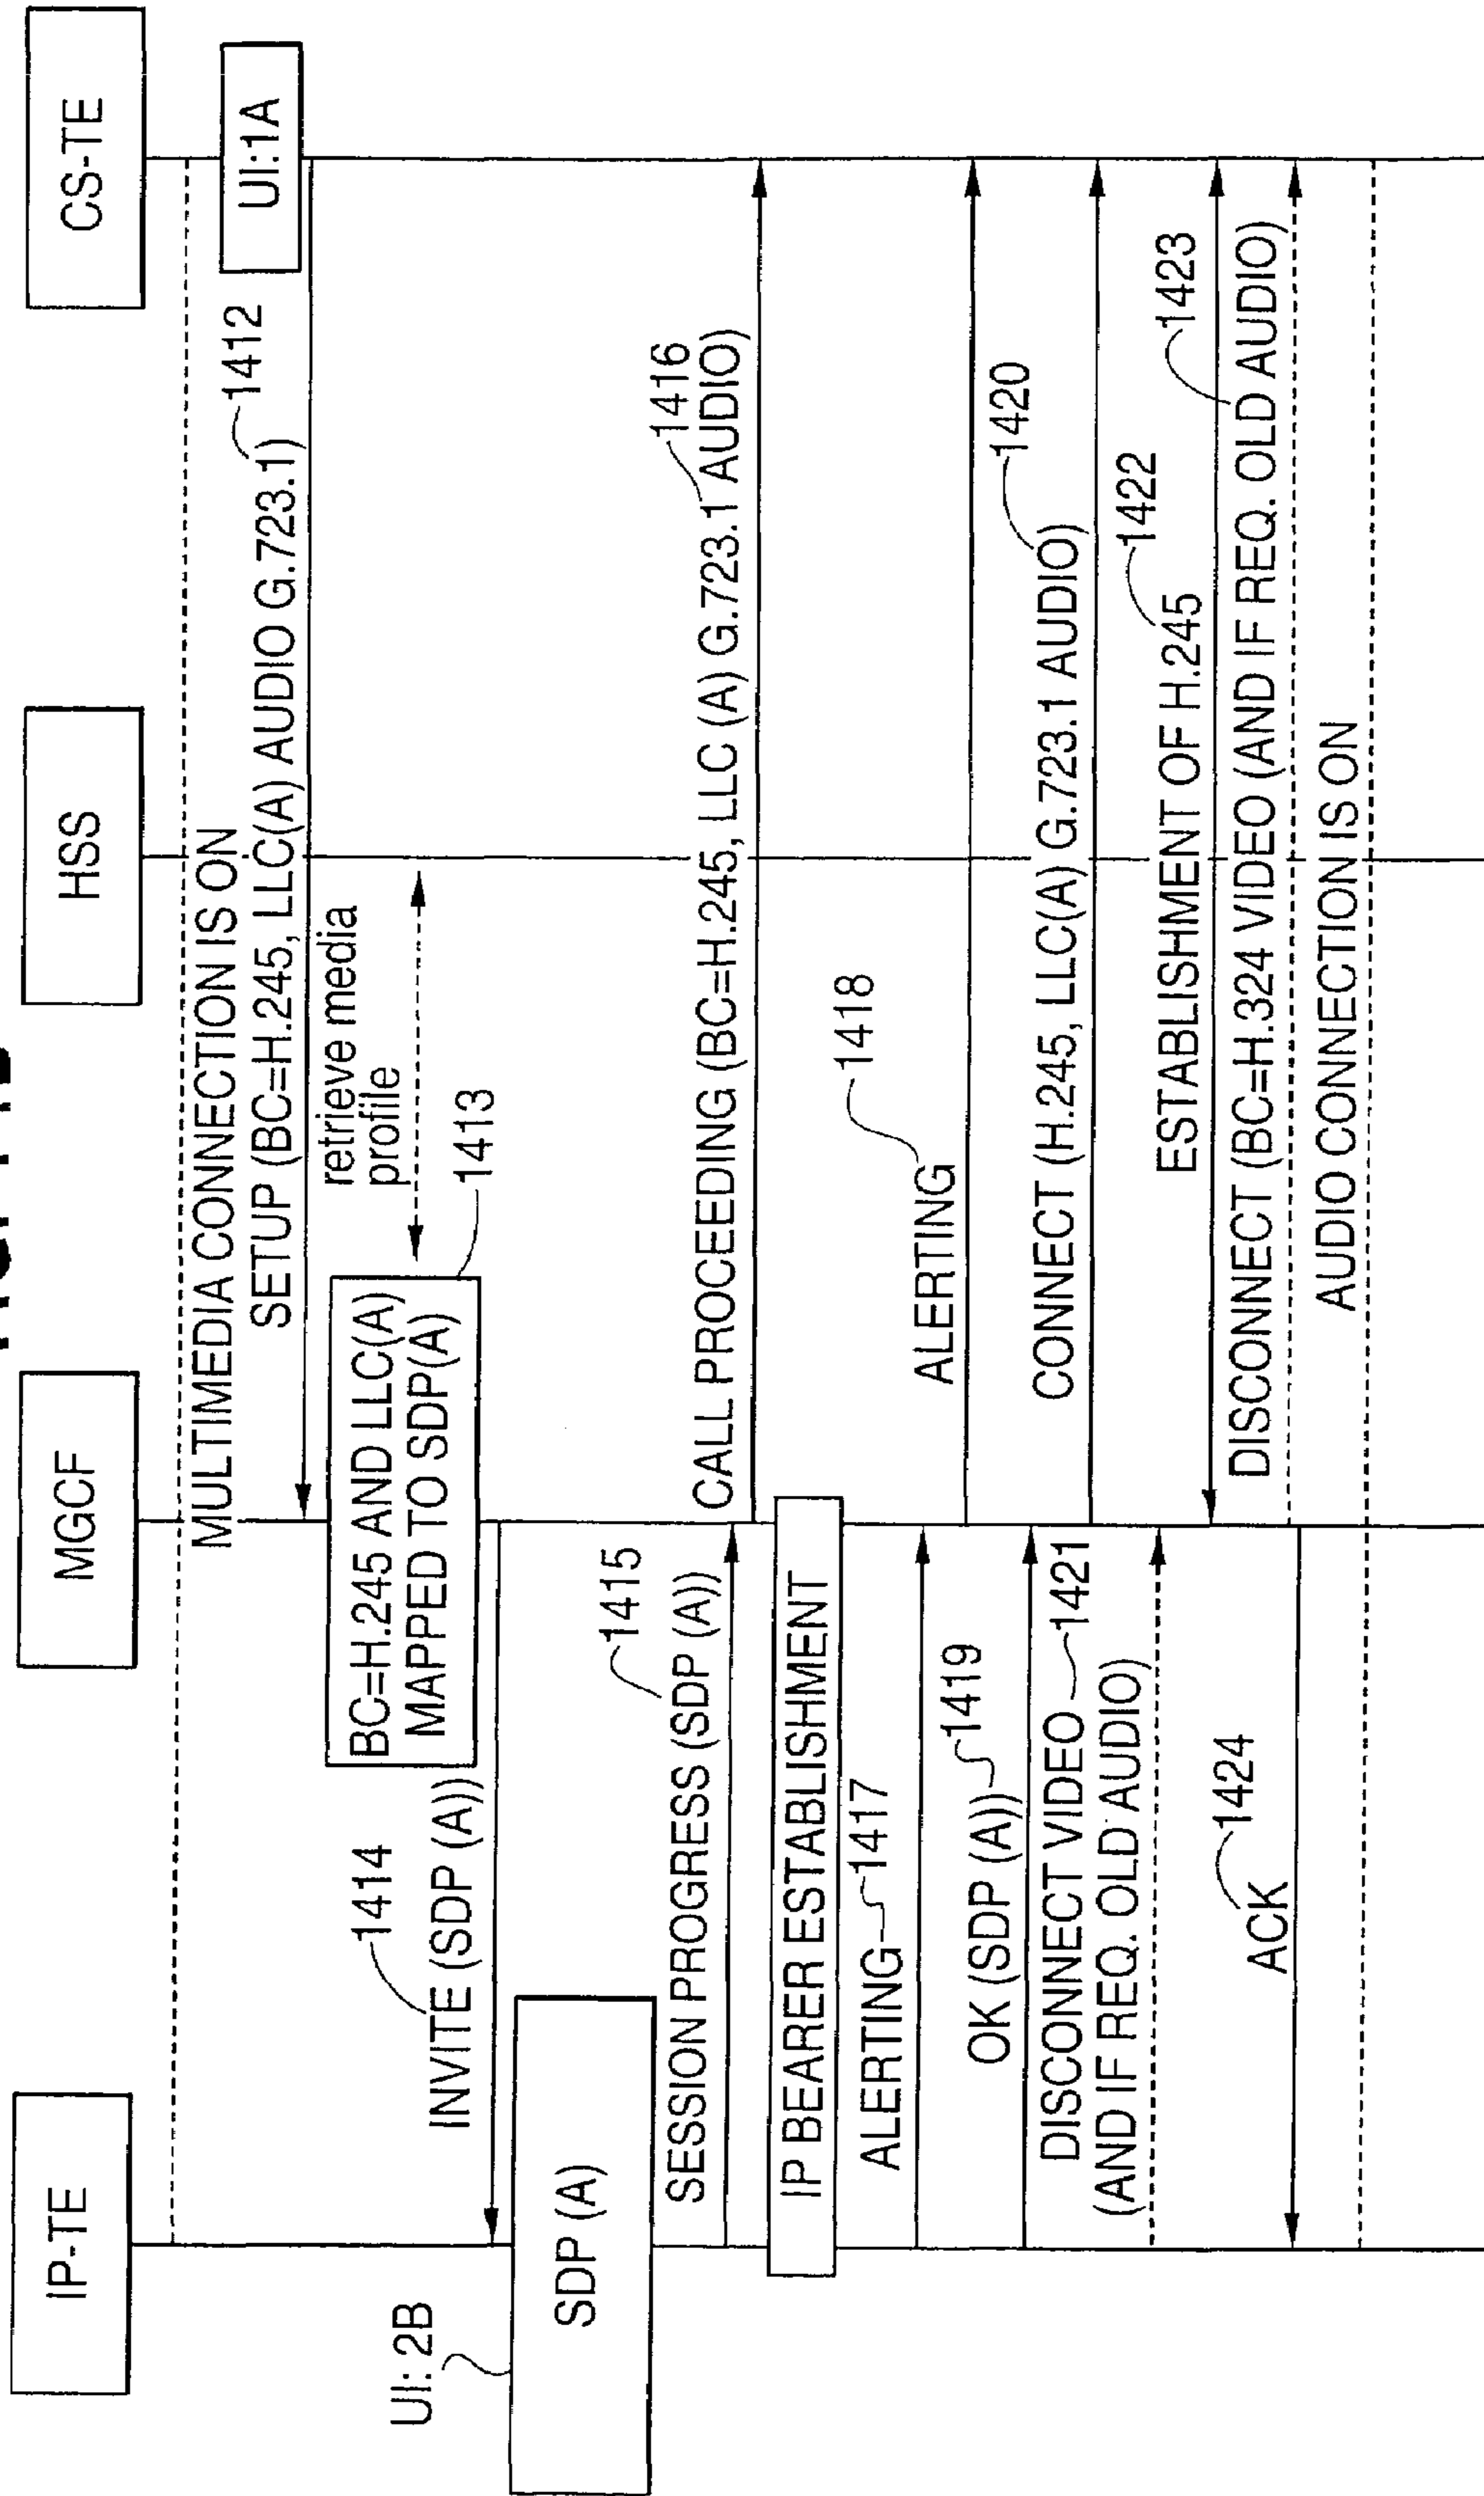 IP-TE
MGCF
HSS
CS-TE
MULTIMEDIA CONNECTION IS ON
UI:1A
1412
SETUP (BC=H.245, LLC(A) AUDIO G.723.1)
retrieve media
profile
BC=H.245 AND LLC(A)
MAPPED TO SDP(A)
1413
1414
INVITE (SDP (A))
UI: 2B
SDP (A)
1415
SESSION PROGRESS (SDP (A))
1416
CALL PROCEEDING (BC=H.245, LLC (A) G.723.1 AUDIO)
IP BEARER ESTABLISHMENT
ALERTING
1417
ALERTING
1418
OK (SDP (A))
1419
CONNECT (H.245, LLC(A) G.723.1 AUDIO)
1420
DISCONNECT VIDEO
(AND IF REQ. OLD AUDIO)
1421
ESTABLISHMENT OF H.245
1422
DISCONNECT (BC=H.324 VIDEO (AND IF REQ. OLD AUDIO)
1423
ACK
1424
AUDIO CONNECTION IS ON